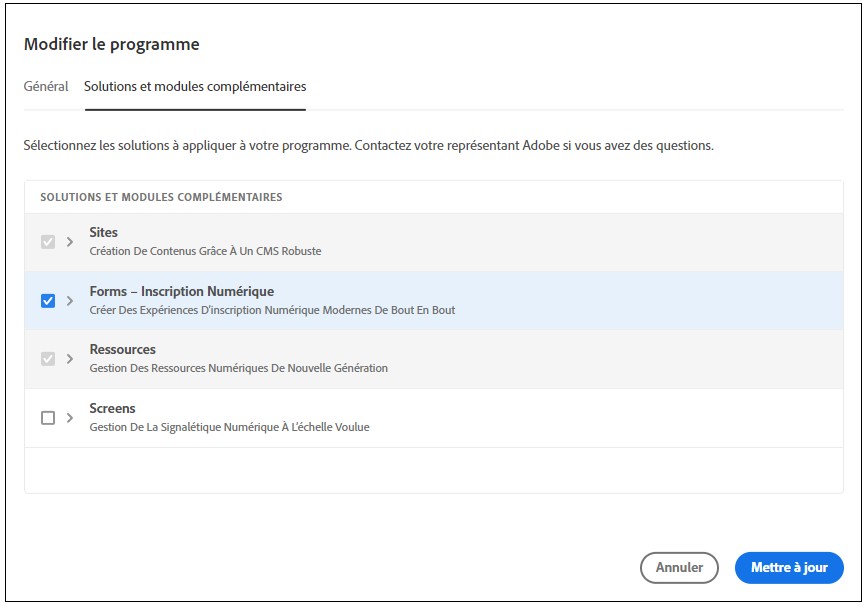 Modifier le programme
Général
Solutions et modules complémentaires
Sélectionnez les solutions à appliquer à votre programme. Contactez votre représentant Adobe si vous avez des questions.
SOLUTIONS ET MODULES COMPLÉMENTAIRES
Sites
Création De Contenus Grâce À Un CMS Robuste
Forms – Inscription Numérique
Créer Des Expériences D'inscription Numérique Modernes De Bout En Bout
Ressources
Gestion Des Ressources Numériques De Nouvelle Génération
Screens
Gestion De La Signalétique Numérique À L'échelle Voulue
Annuler
Mettre à jour